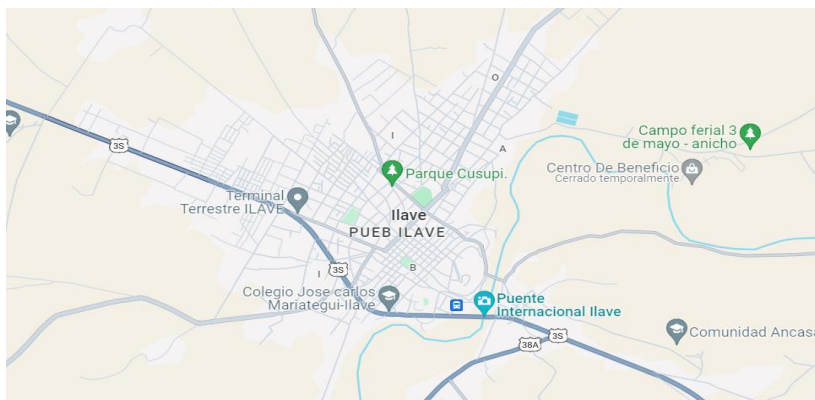 O
3S
I
A
Campo ferial 3
de mayo - anicho
Parque Cusupi.
Centro De Beneficio
Cerrado temporalmente
Terminal
Terrestre ILAVE
Ilave
PUEB ILAVE
I
3S
B
Colegio Jose carlos
Mariategui-Ilave
Puente
Internacional Ilave
Comunidad Ancasa
3S
38A